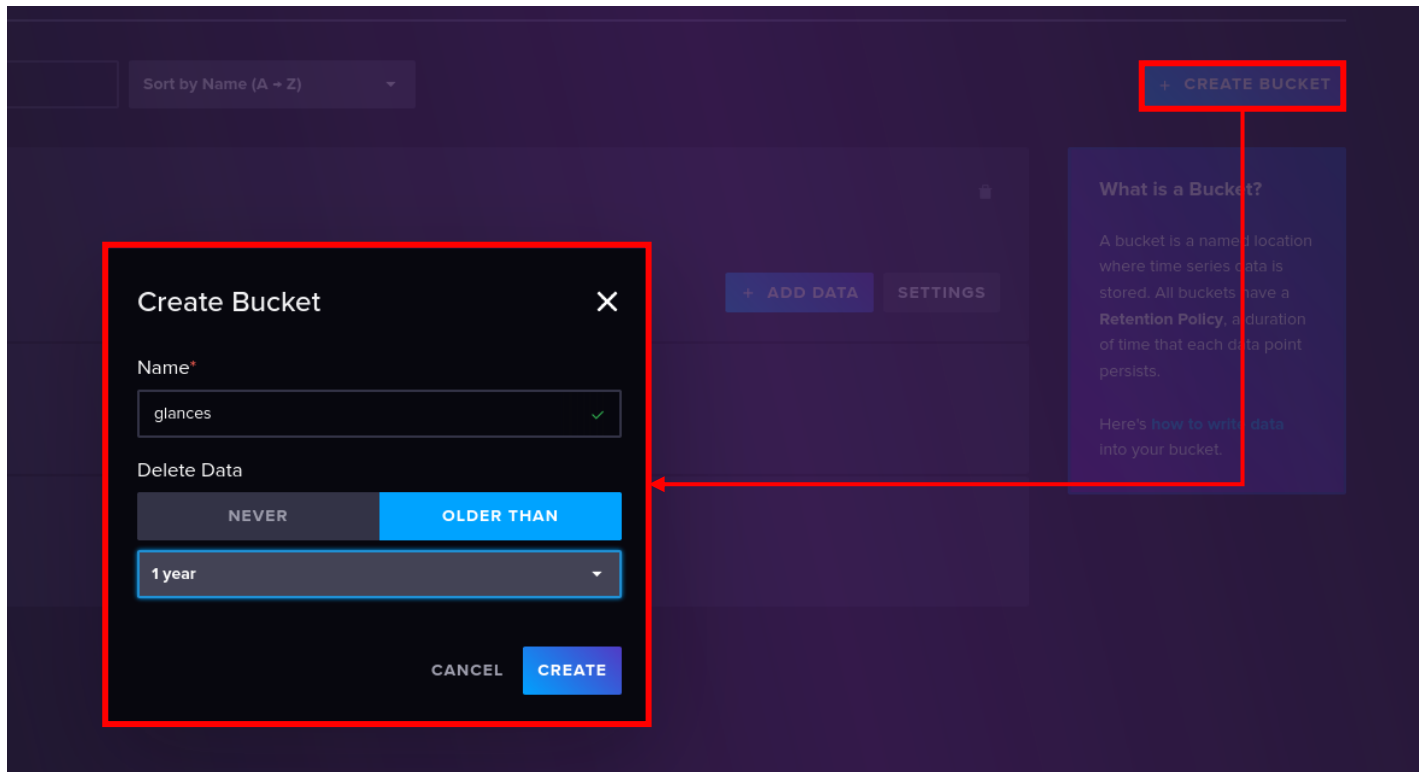 Sort by Name (A → Z)
+ CREATE BUCKET
What is a Bucket?
A bucket is a named location
where time series data is
stored. All buckets have a
Retention Policy, a duration
of time that each data point
persists.
Here's how to write data
into your bucket.
+ ADD DATA
SETTINGS
Create Bucket
Name*
glances
Delete Data
NEVER
OLDER THAN
1 year
CANCEL
CREATE